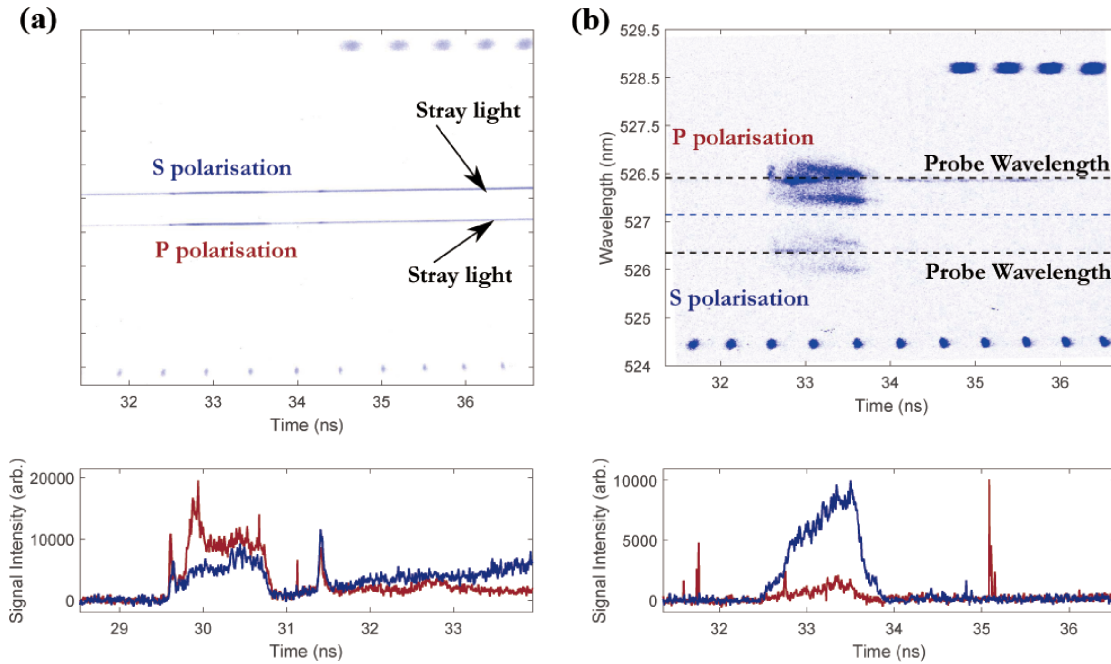 (a)
Stray light
S polarisation
P polarisation
Stray light
32 33 34 35 36
Time (ns)
(b)
529.5
528.5
527.5
526.5
527
526
525
524
Wavelength (nm)
P polarisation
Probe Wavelength
Probe Wavelength
S polarisation
32 33 34 35 36
Time (ns)
20000
10000
0
Signal Intensity (arb.)
29 30 31 32 33
Time (ns)
10000
5000
0
Signal Intensity (arb.)
32 33 34 35 36
Time (ns)